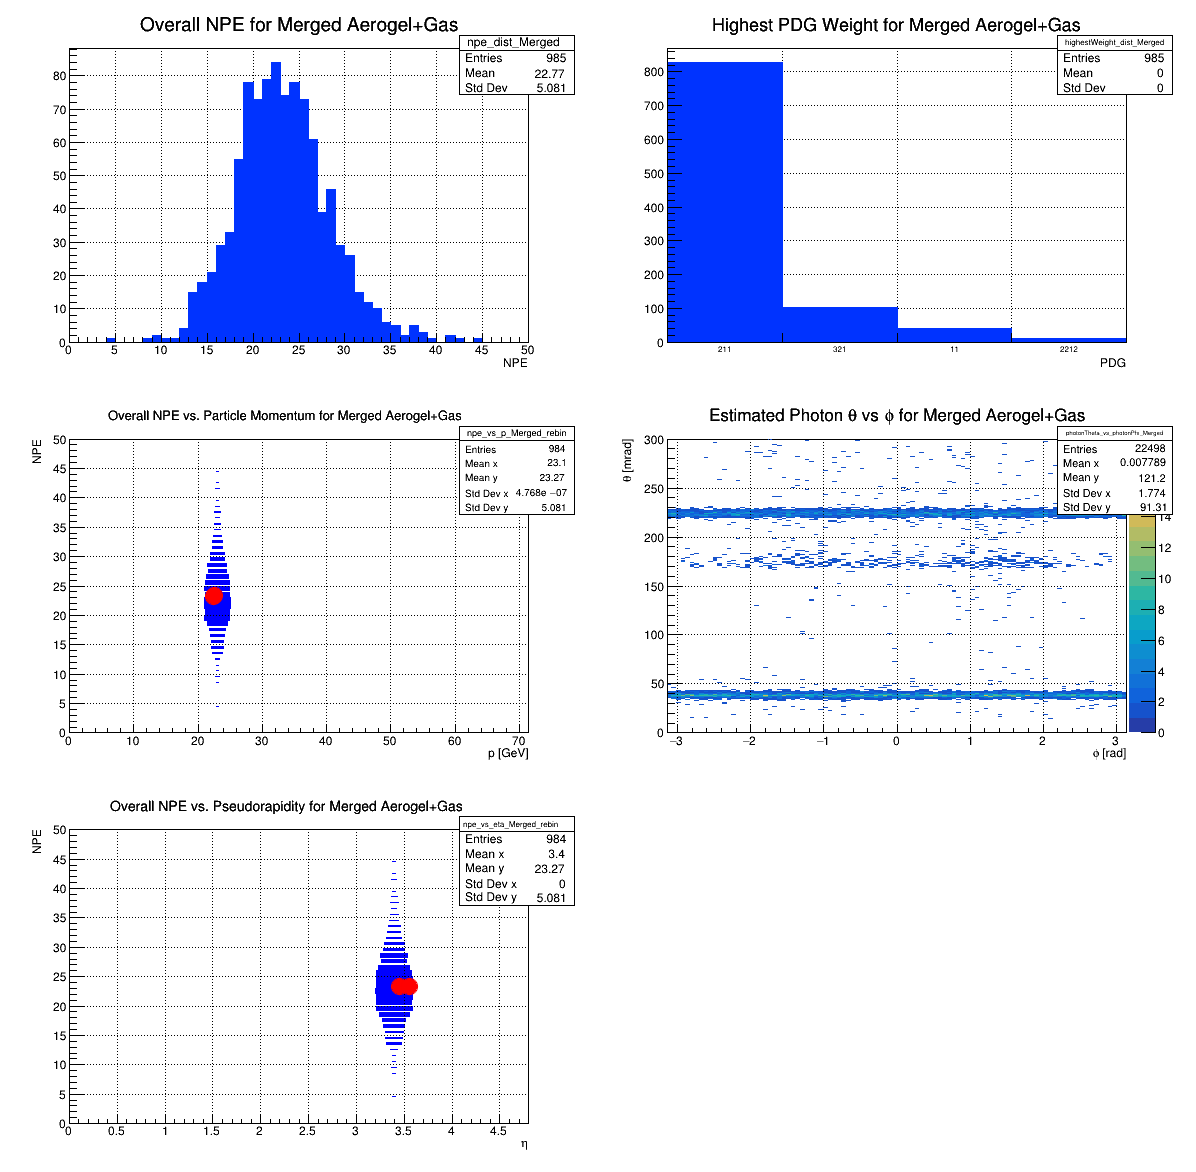 Overall NPE for Merged Aerogel+Gas
npe_dist_Merged
Entries 985
Mean 22.77
Std Dev 5.081
80
70
60
50
40
30
20
10
0
0 5 10 15 20 25 30 35 40 45 50
NPE
Highest PDG Weight for Merged Aerogel+Gas
highestWeight_dist_Merged
Entries 985
Mean 0
Std Dev 0
800
700
600
500
400
300
200
100
0
211 321 11 2212
PDG
Overall NPE vs. Particle Momentum for Merged Aerogel+Gas
npe_vs_p_Merged_rebin
Entries 984
Mean x 23.1
Mean y 23.27
Std Dev x 4.768e −07
Std Dev y 5.081
NPE
50
45
40
35
30
25
20
15
10
5
0
0 10 20 30 40 50 60 70
p [GeV]
Estimated Photon θ vs ϕ for Merged Aerogel+Gas
photonTheta_vs_photonPhi_Merged
Entries 22498
Mean x 0.007789
Mean y 121.2
Std Dev x 1.774
Std Dev y 91.31
θ [mrad]
300
250
200
150
100
50
0
−3 −2 −1 0 1 2 3
ϕ [rad]
14
12
10
8
6
4
2
0
Overall NPE vs. Pseudorapidity for Merged Aerogel+Gas
npe_vs_eta_Merged_rebin
Entries 984
Mean x 3.4
Mean y 23.27
Std Dev x 0
Std Dev y 5.081
NPE
50
45
40
35
30
25
20
15
10
5
0
0 0.5 1 1.5 2 2.5 3 3.5 4 4.5
η